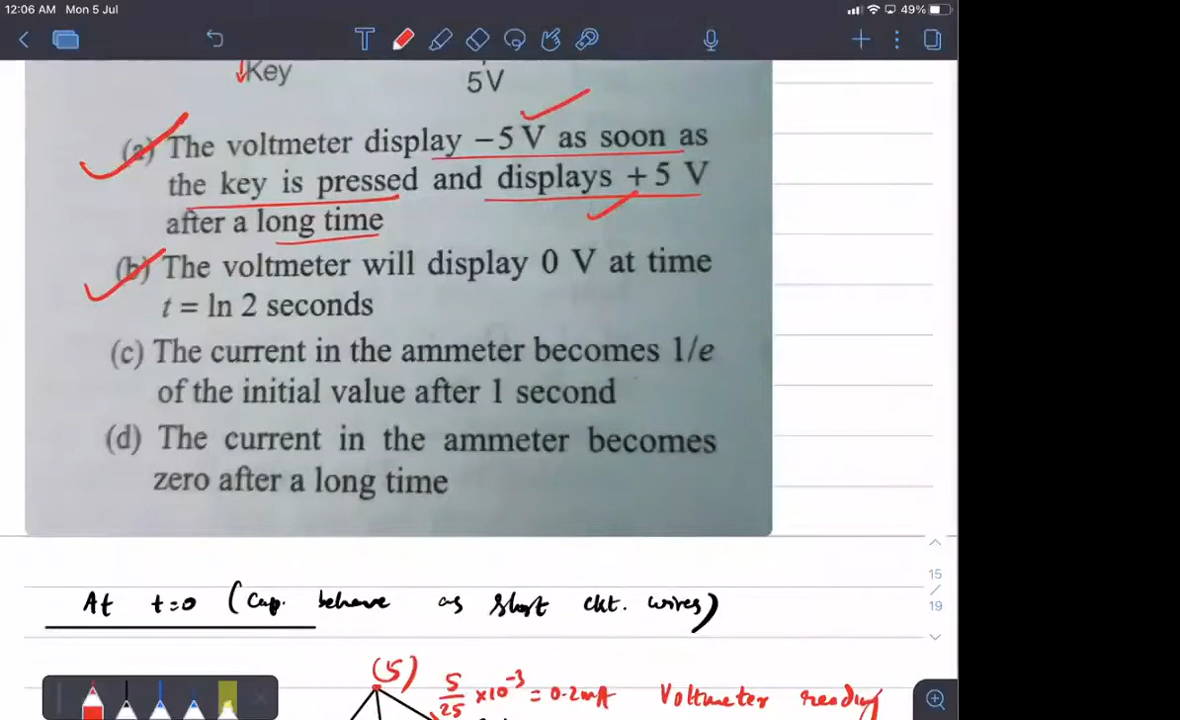 12:06 AM Mon 5 Jul
49%
Key
5V
(a) The voltmeter display −5 V as soon as
the key is pressed and displays +5 V
after a long time
(b) The voltmeter will display 0 V at time
t = ln 2 seconds
(c) The current in the ammeter becomes 1/e
of the initial value after 1 second
(d) The current in the ammeter becomes
zero after a long time
15
/
19
At t=0 (Cap. behave as short ckt. wires)
(5)
5/25 ×10⁻³ = 0.2mA Voltmeter reading